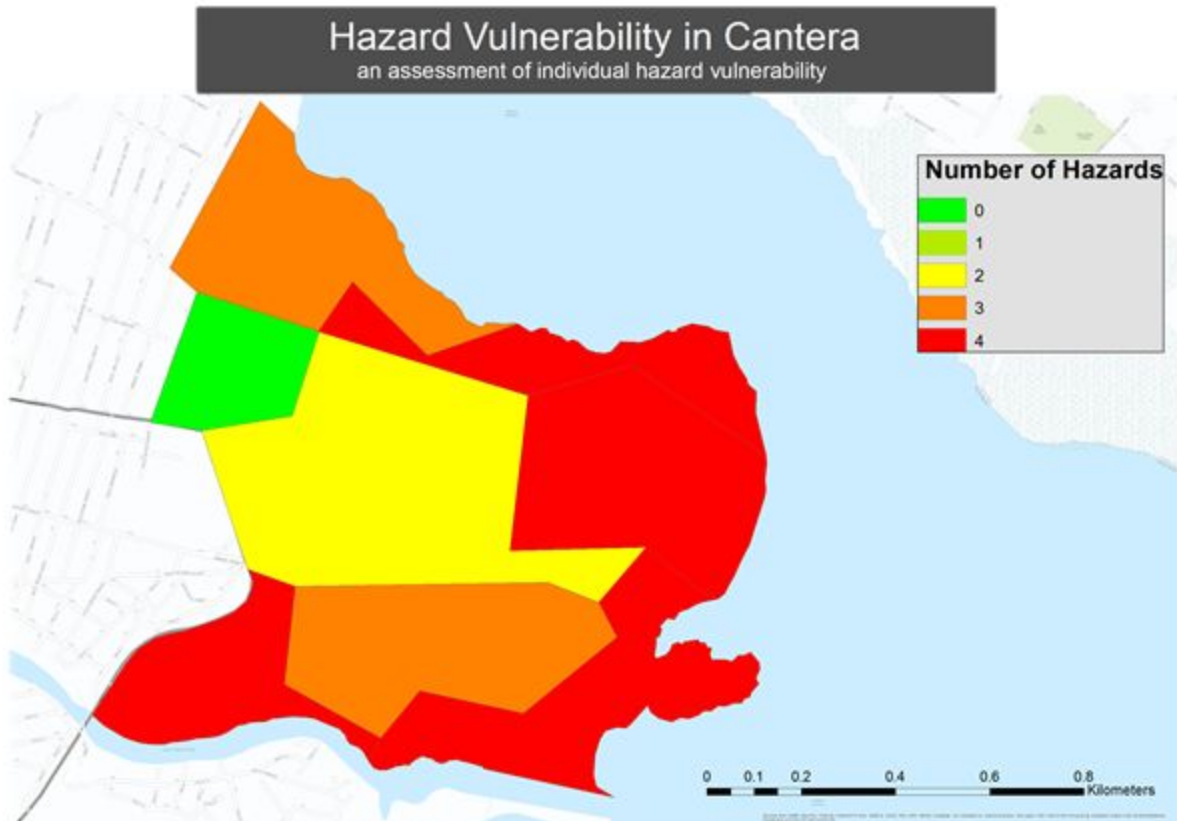 Hazard Vulnerability in Cantera
an assessment of individual hazard vulnerability
Number of Hazards
0
1
2
3
4
0 0.1 0.2 0.4 0.6 0.8
Kilometers